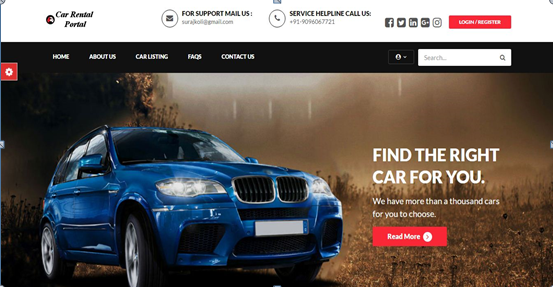 Car Rental
Portal
FOR SUPPORT MAIL US :
surajkoli@gmail.com
SERVICE HELPLINE CALL US:
+91-9096067721
LOGIN / REGISTER
HOME ABOUT US CAR LISTING FAQS CONTACT US
Search...
FIND THE RIGHT
CAR FOR YOU.
We have more than a thousand cars
for you to choose.
Read More